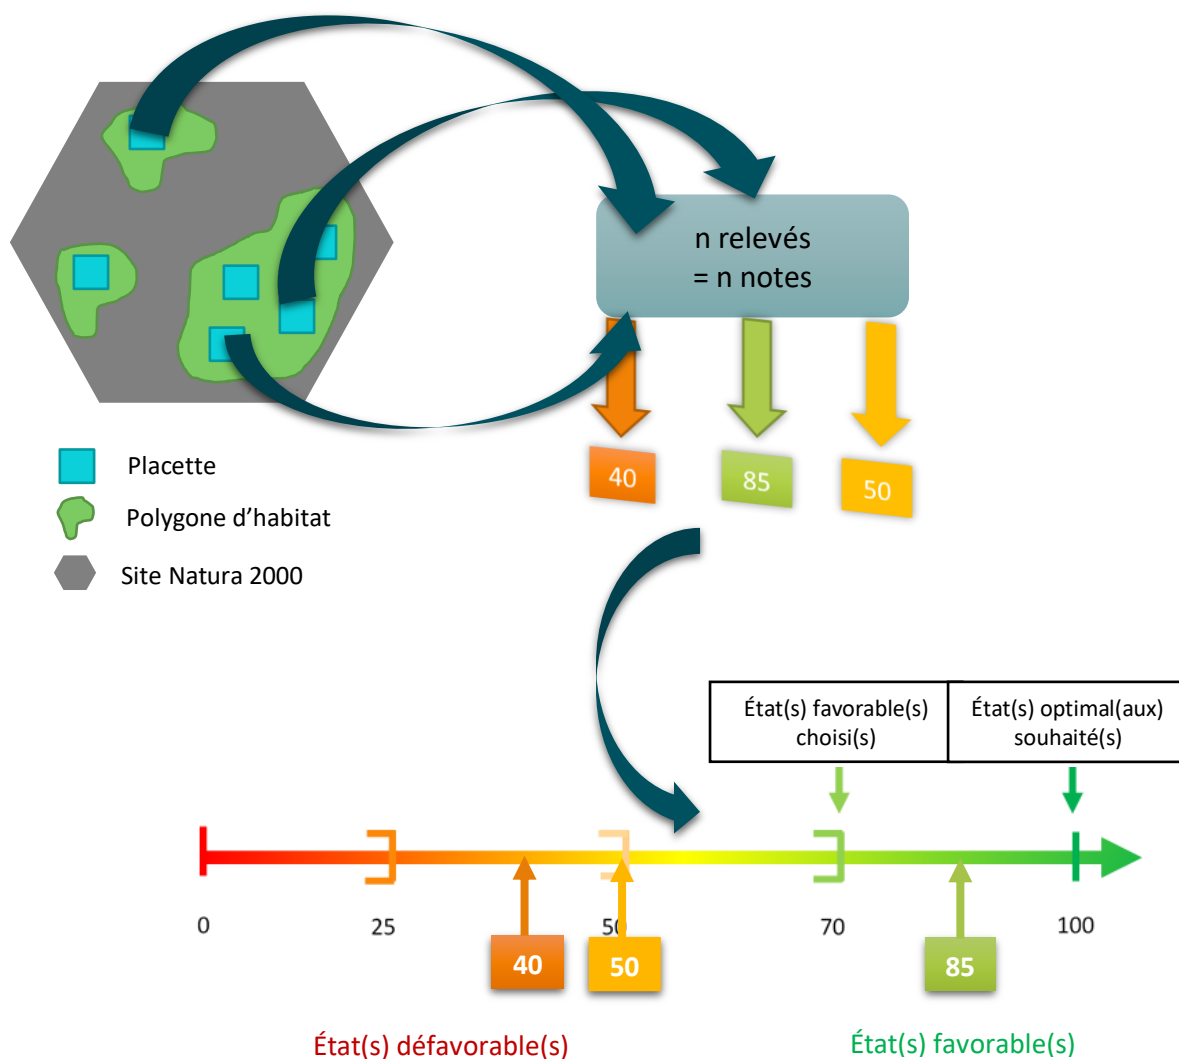 n relevés
= n notes
40
85
50
Placette
Polygone d’habitat
Site Natura 2000
État(s) favorable(s)
choisi(s)
État(s) optimal(aux)
souhaité(s)
0
25
50
70
100
40
50
85
État(s) défavorable(s)
État(s) favorable(s)